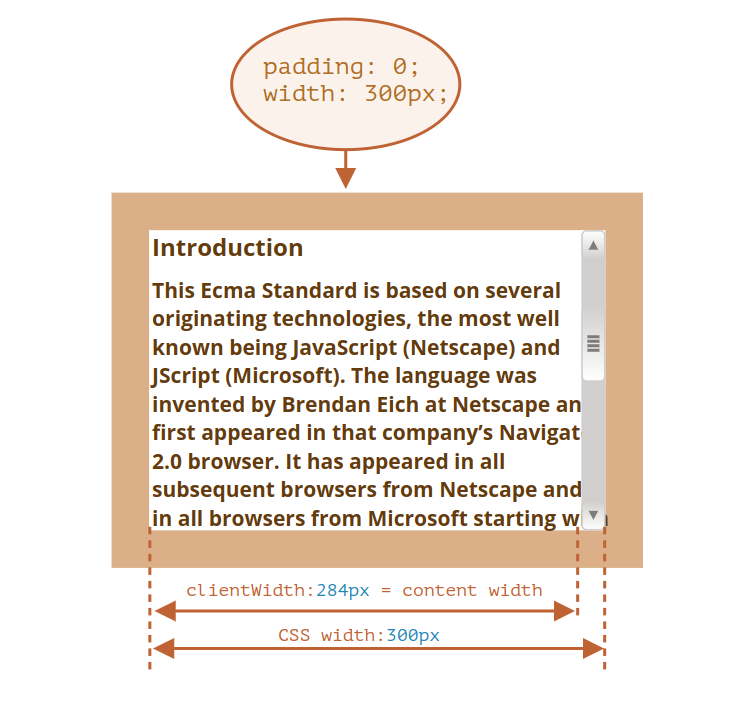 padding: 0;
width: 300px;
Introduction
This Ecma Standard is based on several
originating technologies, the most well
known being JavaScript (Netscape) and
JScript (Microsoft). The language was
invented by Brendan Eich at Netscape an
first appeared in that company’s Navigat
2.0 browser. It has appeared in all
subsequent browsers from Netscape and
in all browsers from Microsoft starting
clientWidth:284px = content width
CSS width:300px